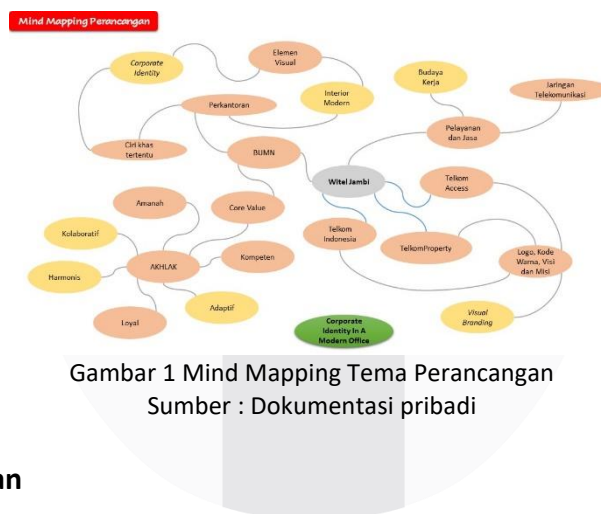 Mind Mapping Perancangan
Corporate
Identity
Elemen
Visual
Interior
Modern
Perkantoran
Ciri khas
tertentu
BUMN
Budaya
Kerja
Jaringan
Telekomunikasi
Pelayanan
dan Jasa
Witel Jambi
Telkom
Access
Amanah
Core Value
Kolaboratif
Telkom
Indonesia
TelkomProperty
Logo, Kode
Warna, Visi
dan Misi
AKHLAK
Kompeten
Harmonis
Adaptif
Loyal
Visual
Branding
Corporate
Identity In A
Modern Office
Gambar 1 Mind Mapping Tema Perancangan
Sumber : Dokumentasi pribadi